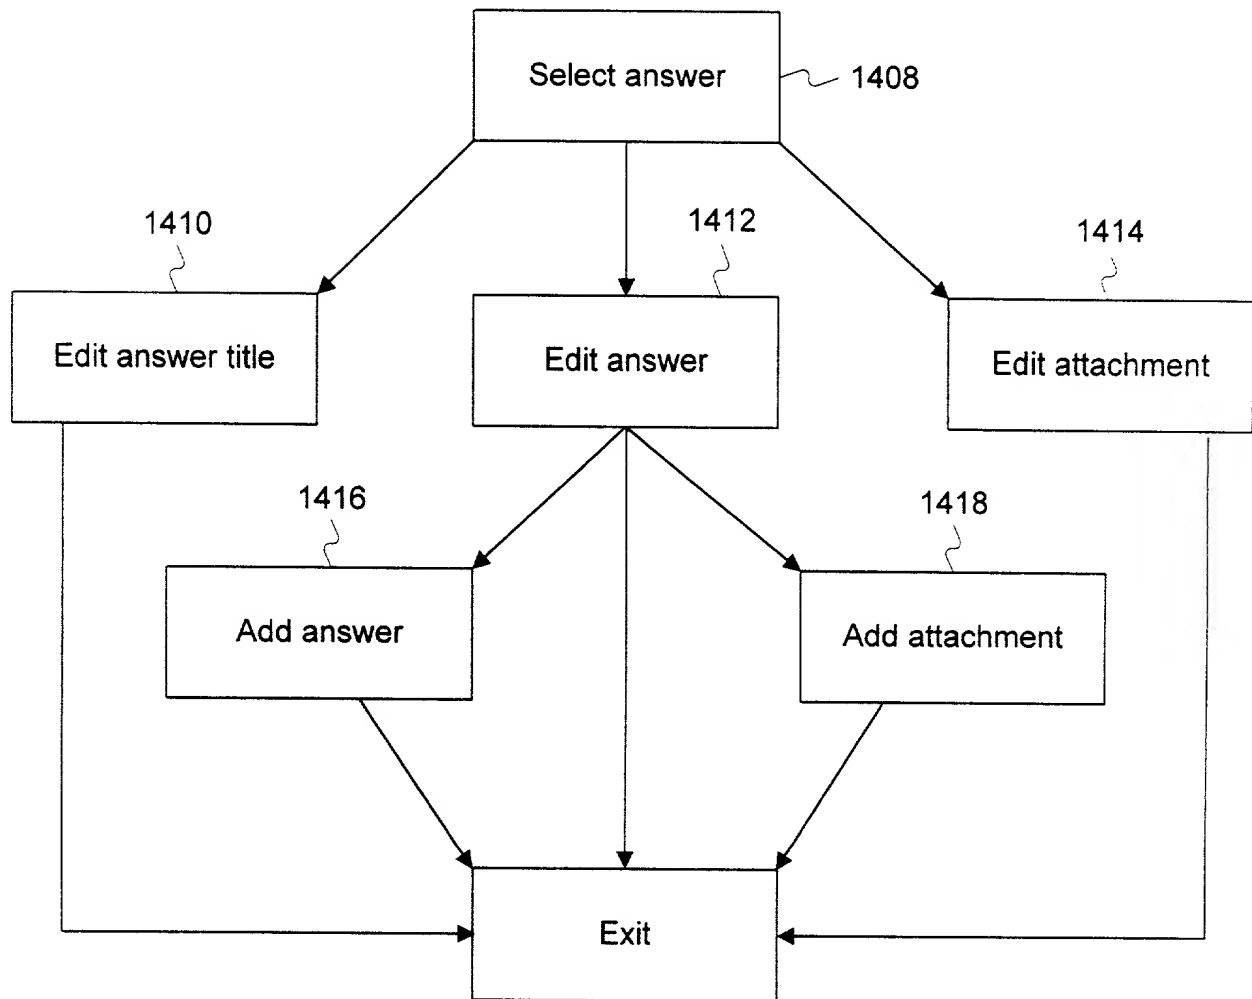 Select answer
1408
1410
1412
1414
Edit answer title
Edit answer
Edit attachment
1416
1418
Add answer
Add attachment
Exit